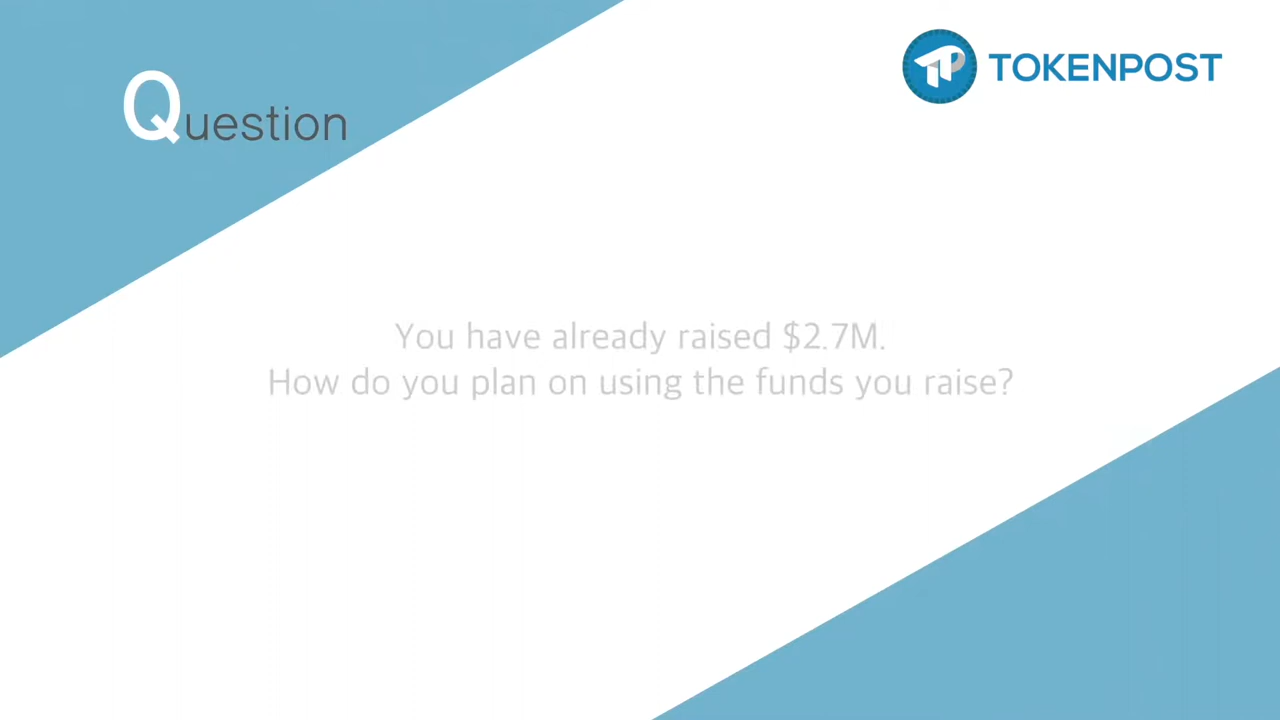 Question
TOKENPOST
You have already raised $2.7M.
How do you plan on using the funds you raise?